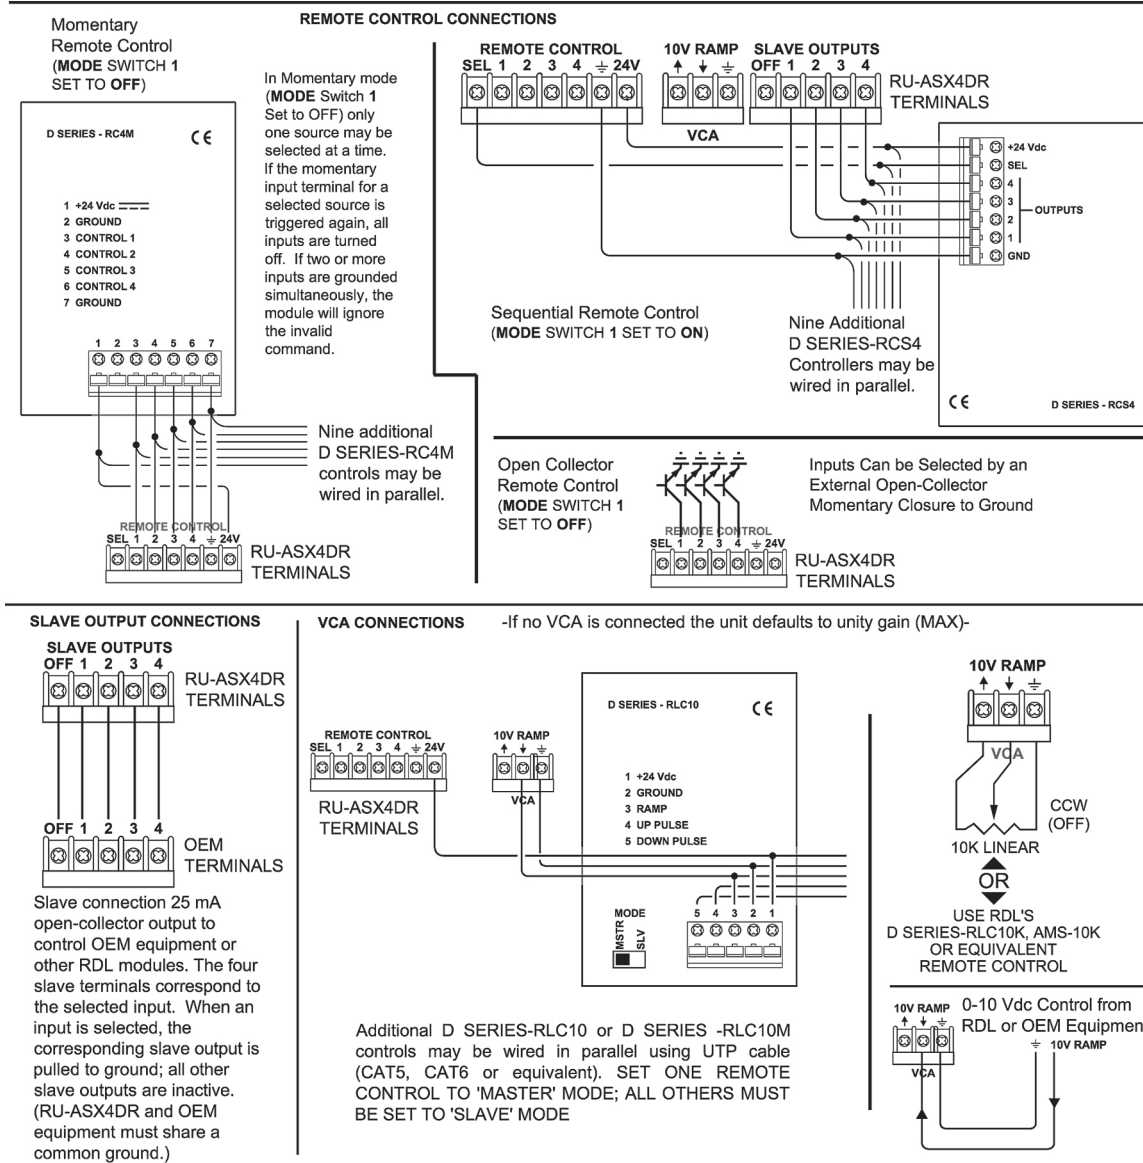 REMOTE CONTROL CONNECTIONS
Momentary
Remote Control
(MODE SWITCH 1
SET TO OFF)
D SERIES - RC4M
CE
1 +24 Vdc
2 GROUND
3 CONTROL 1
4 CONTROL 2
5 CONTROL 3
6 CONTROL 4
7 GROUND
1 2 3 4 5 6 7
In Momentary mode
(MODE Switch 1
Set to OFF) only
one source may be
selected at a time.
If the momentary
input terminal for a
selected source is
triggered again, all
inputs are turned
off. If two or more
inputs are grounded
simultaneously, the
module will ignore
the invalid
command.
Nine additional
D SERIES-RC4M
controls may be
wired in parallel.
REMOTE CONTROL
SEL 1 2 3 4 24V
RU-ASX4DR
TERMINALS
REMOTE CONTROL
SEL 1 2 3 4 24V
10V RAMP
VCA
SLAVE OUTPUTS
OFF 1 2 3 4
RU-ASX4DR
TERMINALS
+24 Vdc
SEL
4
3
2
1
GND
OUTPUTS
Sequential Remote Control
(MODE SWITCH 1 SET TO ON)
Nine Additional
D SERIES-RCS4
Controllers may be
wired in parallel.
CE
D SERIES - RCS4
Open Collector
Remote Control
(MODE SWITCH 1
SET TO OFF)
REMOTE CONTROL
SEL 1 2 3 4 24V
RU-ASX4DR
TERMINALS
Inputs Can be Selected by an
External Open-Collector
Momentary Closure to Ground
SLAVE OUTPUT CONNECTIONS
SLAVE OUTPUTS
OFF 1 2 3 4
RU-ASX4DR
TERMINALS
OFF 1 2 3 4
OEM
TERMINALS
Slave connection 25 mA
open-collector output to
control OEM equipment or
other RDL modules. The four
slave terminals correspond to
the selected input. When an
input is selected, the
corresponding slave output is
pulled to ground; all other
slave outputs are inactive.
(RU-ASX4DR and OEM
equipment must share a
common ground.)
VCA CONNECTIONS
-If no VCA is connected the unit defaults to unity gain (MAX)-
REMOTE CONTROL
SEL 1 2 3 4 24V
RU-ASX4DR
TERMINALS
10V RAMP
VCA
D SERIES - RLC10
CE
1 +24 Vdc
2 GROUND
3 RAMP
4 UP PULSE
5 DOWN PULSE
MODE
MSTR
SLV
5 4 3 2 1
Additional D SERIES-RLC10 or D SERIES -RLC10M
controls may be wired in parallel using UTP cable
(CAT5, CAT6 or equivalent). SET ONE REMOTE
CONTROL TO 'MASTER' MODE; ALL OTHERS MUST
BE SET TO 'SLAVE' MODE
10V RAMP
VCA
CCW
(OFF)
10K LINEAR
OR
USE RDL'S
D SERIES-RLC10K, AMS-10K
OR EQUIVALENT
REMOTE CONTROL
10V RAMP
VCA
0-10 Vdc Control from
RDL or OEM Equipmen
10V RAMP